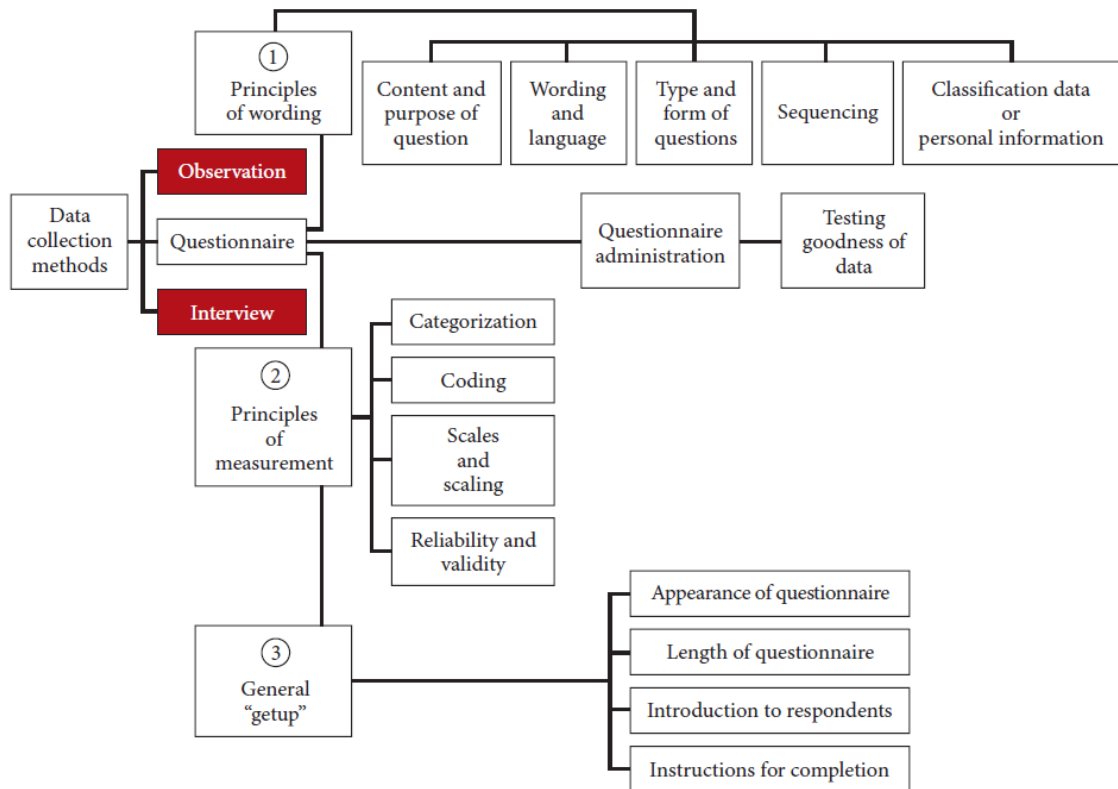 1
Principles
of wording
Content and
purpose of
question
Wording
and
language
Type and
form of
questions
Sequencing
Classification data
or
personal information
Observation
Data
collection
methods
Questionnaire
Questionnaire
administration
Testing
goodness of
data
Interview
2
Principles
of
measurement
Categorization
Coding
Scales
and
scaling
Reliability and
validity
3
General
“getup”
Appearance of questionnaire
Length of questionnaire
Introduction to respondents
Instructions for completion